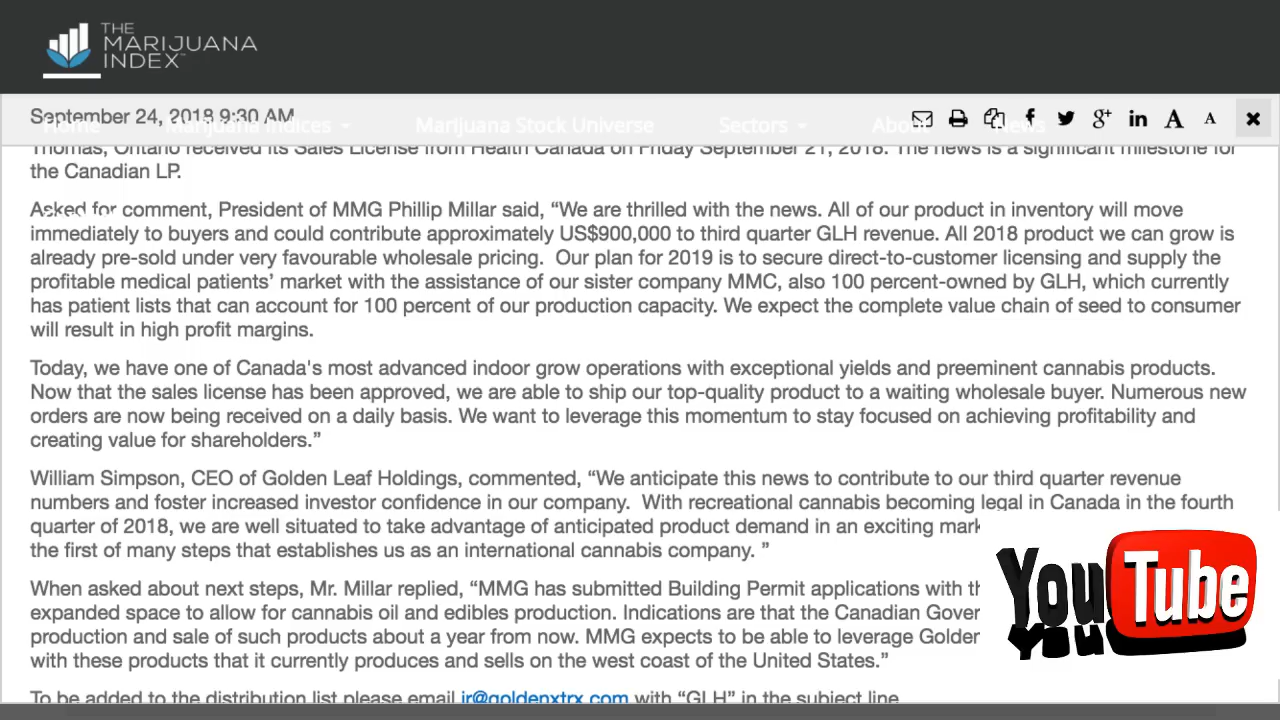 THE
MARIJUANA
INDEX™
September 24, 2018 9:30 AM
Home Marijuana Indices Marijuana Stock Universe Sectors About News
Thomas, Ontario received its Sales License from Health Canada on Friday September 21, 2018. The news is a significant milestone for
the Canadian LP.
Asked for comment, President of MMG Phillip Millar said, “We are thrilled with the news. All of our product in inventory will move
immediately to buyers and could contribute approximately US$900,000 to third quarter GLH revenue. All 2018 product we can grow is
already pre-sold under very favourable wholesale pricing.  Our plan for 2019 is to secure direct-to-customer licensing and supply the
profitable medical patients’ market with the assistance of our sister company MMC, also 100 percent-owned by GLH, which currently
has patient lists that can account for 100 percent of our production capacity. We expect the complete value chain of seed to consumer
will result in high profit margins.
Today, we have one of Canada's most advanced indoor grow operations with exceptional yields and preeminent cannabis products.
Now that the sales license has been approved, we are able to ship our top-quality product to a waiting wholesale buyer. Numerous new
orders are now being received on a daily basis. We want to leverage this momentum to stay focused on achieving profitability and
creating value for shareholders.”
William Simpson, CEO of Golden Leaf Holdings, commented, “We anticipate this news to contribute to our third quarter revenue
numbers and foster increased investor confidence in our company.  With recreational cannabis becoming legal in Canada in the fourth
quarter of 2018, we are well situated to take advantage of anticipated product demand in an exciting mark
the first of many steps that establishes us as an international cannabis company. ”
When asked about next steps, Mr. Millar replied, “MMG has submitted Building Permit applications with th
expanded space to allow for cannabis oil and edibles production. Indications are that the Canadian Gover
production and sale of such products about a year from now. MMG expects to be able to leverage Golden
with these products that it currently produces and sells on the west coast of the United States.”
To be added to the distribution list please email ir@goldenxtrx.com with “GLH” in the subject line
YouTube